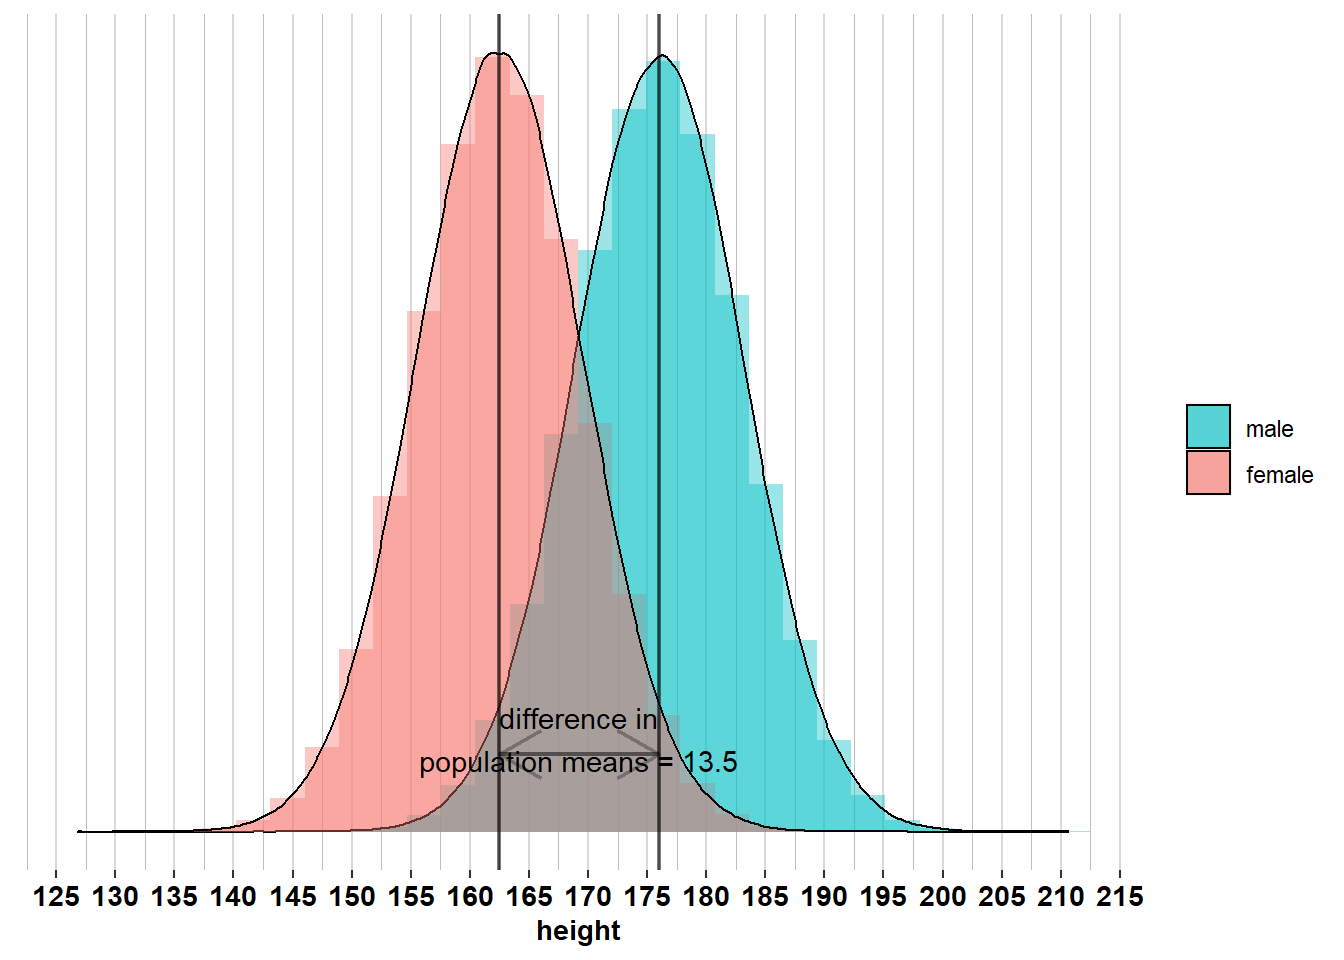 male
female
difference in
population means = 13.5
125 130 135 140 145 150 155 160 165 170 175 180 185 190 195 200 205 210 215
height